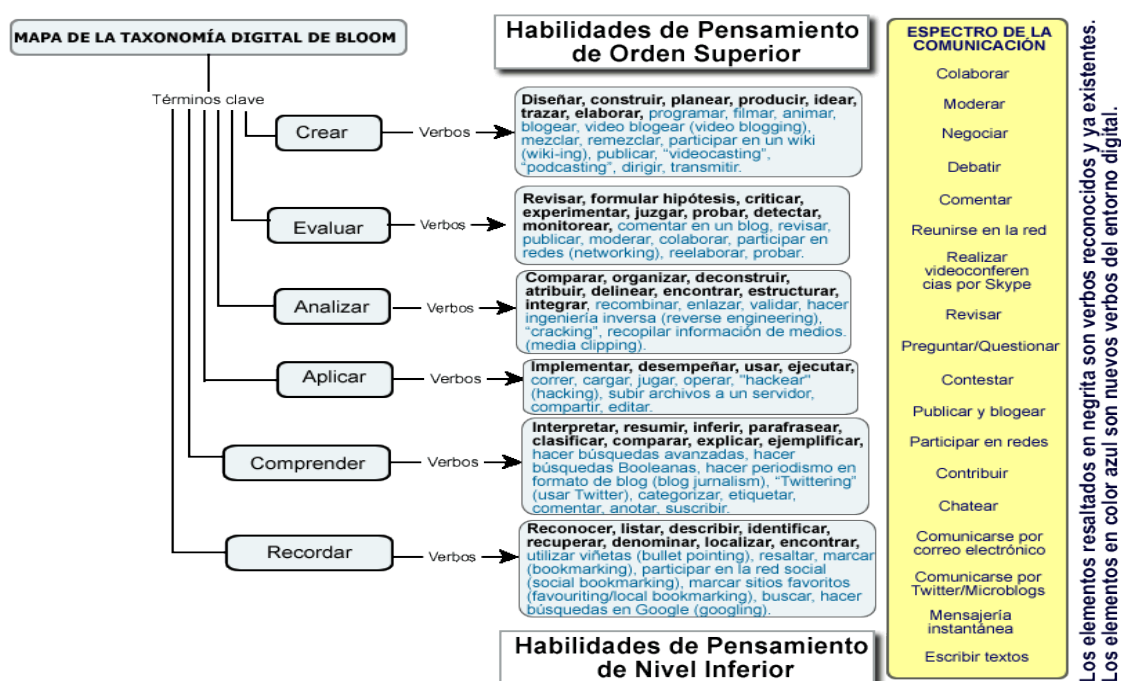 MAPA DE LA TAXONOMÍA DIGITAL DE BLOOM
Términos clave
Habilidades de Pensamiento
de Orden Superior
Crear
Verbos
Diseñar, construir, planear, producir, idear,
trazar, elaborar, programar, filmar, animar,
blogear, video blogear (video blogging),
mezclar, remezclar, participar en un wiki
(wiki-ing), publicar, “videocasting”,
“podcasting”, dirigir, transmitir.
Evaluar
Verbos
Revisar, formular hipótesis, criticar,
experimentar, juzgar, probar, detectar,
monitorear, comentar en un blog, revisar,
publicar, moderar, colaborar, participar en
redes (networking), reelaborar, probar.
Analizar
Verbos
Comparar, organizar, deconstruir,
atribuir, delinear, encontrar, estructurar,
integrar, recombinar, enlazar, validar, hacer
ingeniería inversa (reverse engineering),
“cracking”, recopilar información de medios.
(media clipping).
Aplicar
Verbos
Implementar, desempeñar, usar, ejecutar,
correr, cargar, jugar, operar, "hackear"
(hacking), subir archivos a un servidor,
compartir, editar.
Comprender
Verbos
Interpretar, resumir, inferir, parafrasear,
clasificar, comparar, explicar, ejemplificar,
hacer búsquedas avanzadas, hacer
búsquedas Booleanas, hacer periodismo en
formato de blog (blog jurnalism), “Twittering”
(usar Twitter), categorizar, etiquetar,
comentar, anotar, suscribir.
Recordar
Verbos
Reconocer, listar, describir, identificar,
recuperar, denominar, localizar, encontrar,
utilizar viñetas (bullet pointing), resaltar, marcar
(bookmarking), participar en la red social
(social bookmarking), marcar sitios favoritos
(favouriting/local bookmarking), buscar, hacer
búsquedas en Google (googling).
Habilidades de Pensamiento
de Nivel Inferior
ESPECTRO DE LA
COMUNICACIÓN
Colaborar
Moderar
Negociar
Debatir
Comentar
Reunirse en la red
Realizar
videoconferen
cias por Skype
Revisar
Preguntar/Questionar
Contestar
Publicar y blogear
Participar en redes
Contribuir
Chatear
Comunicarse por
correo electrónico
Comunicarse por
Twitter/Microblogs
Mensajería
instantánea
Escribir textos
Los elementos resaltados en negrita son verbos reconocidos y ya existentes.
Los elementos en color azul son nuevos verbos del entorno digital.